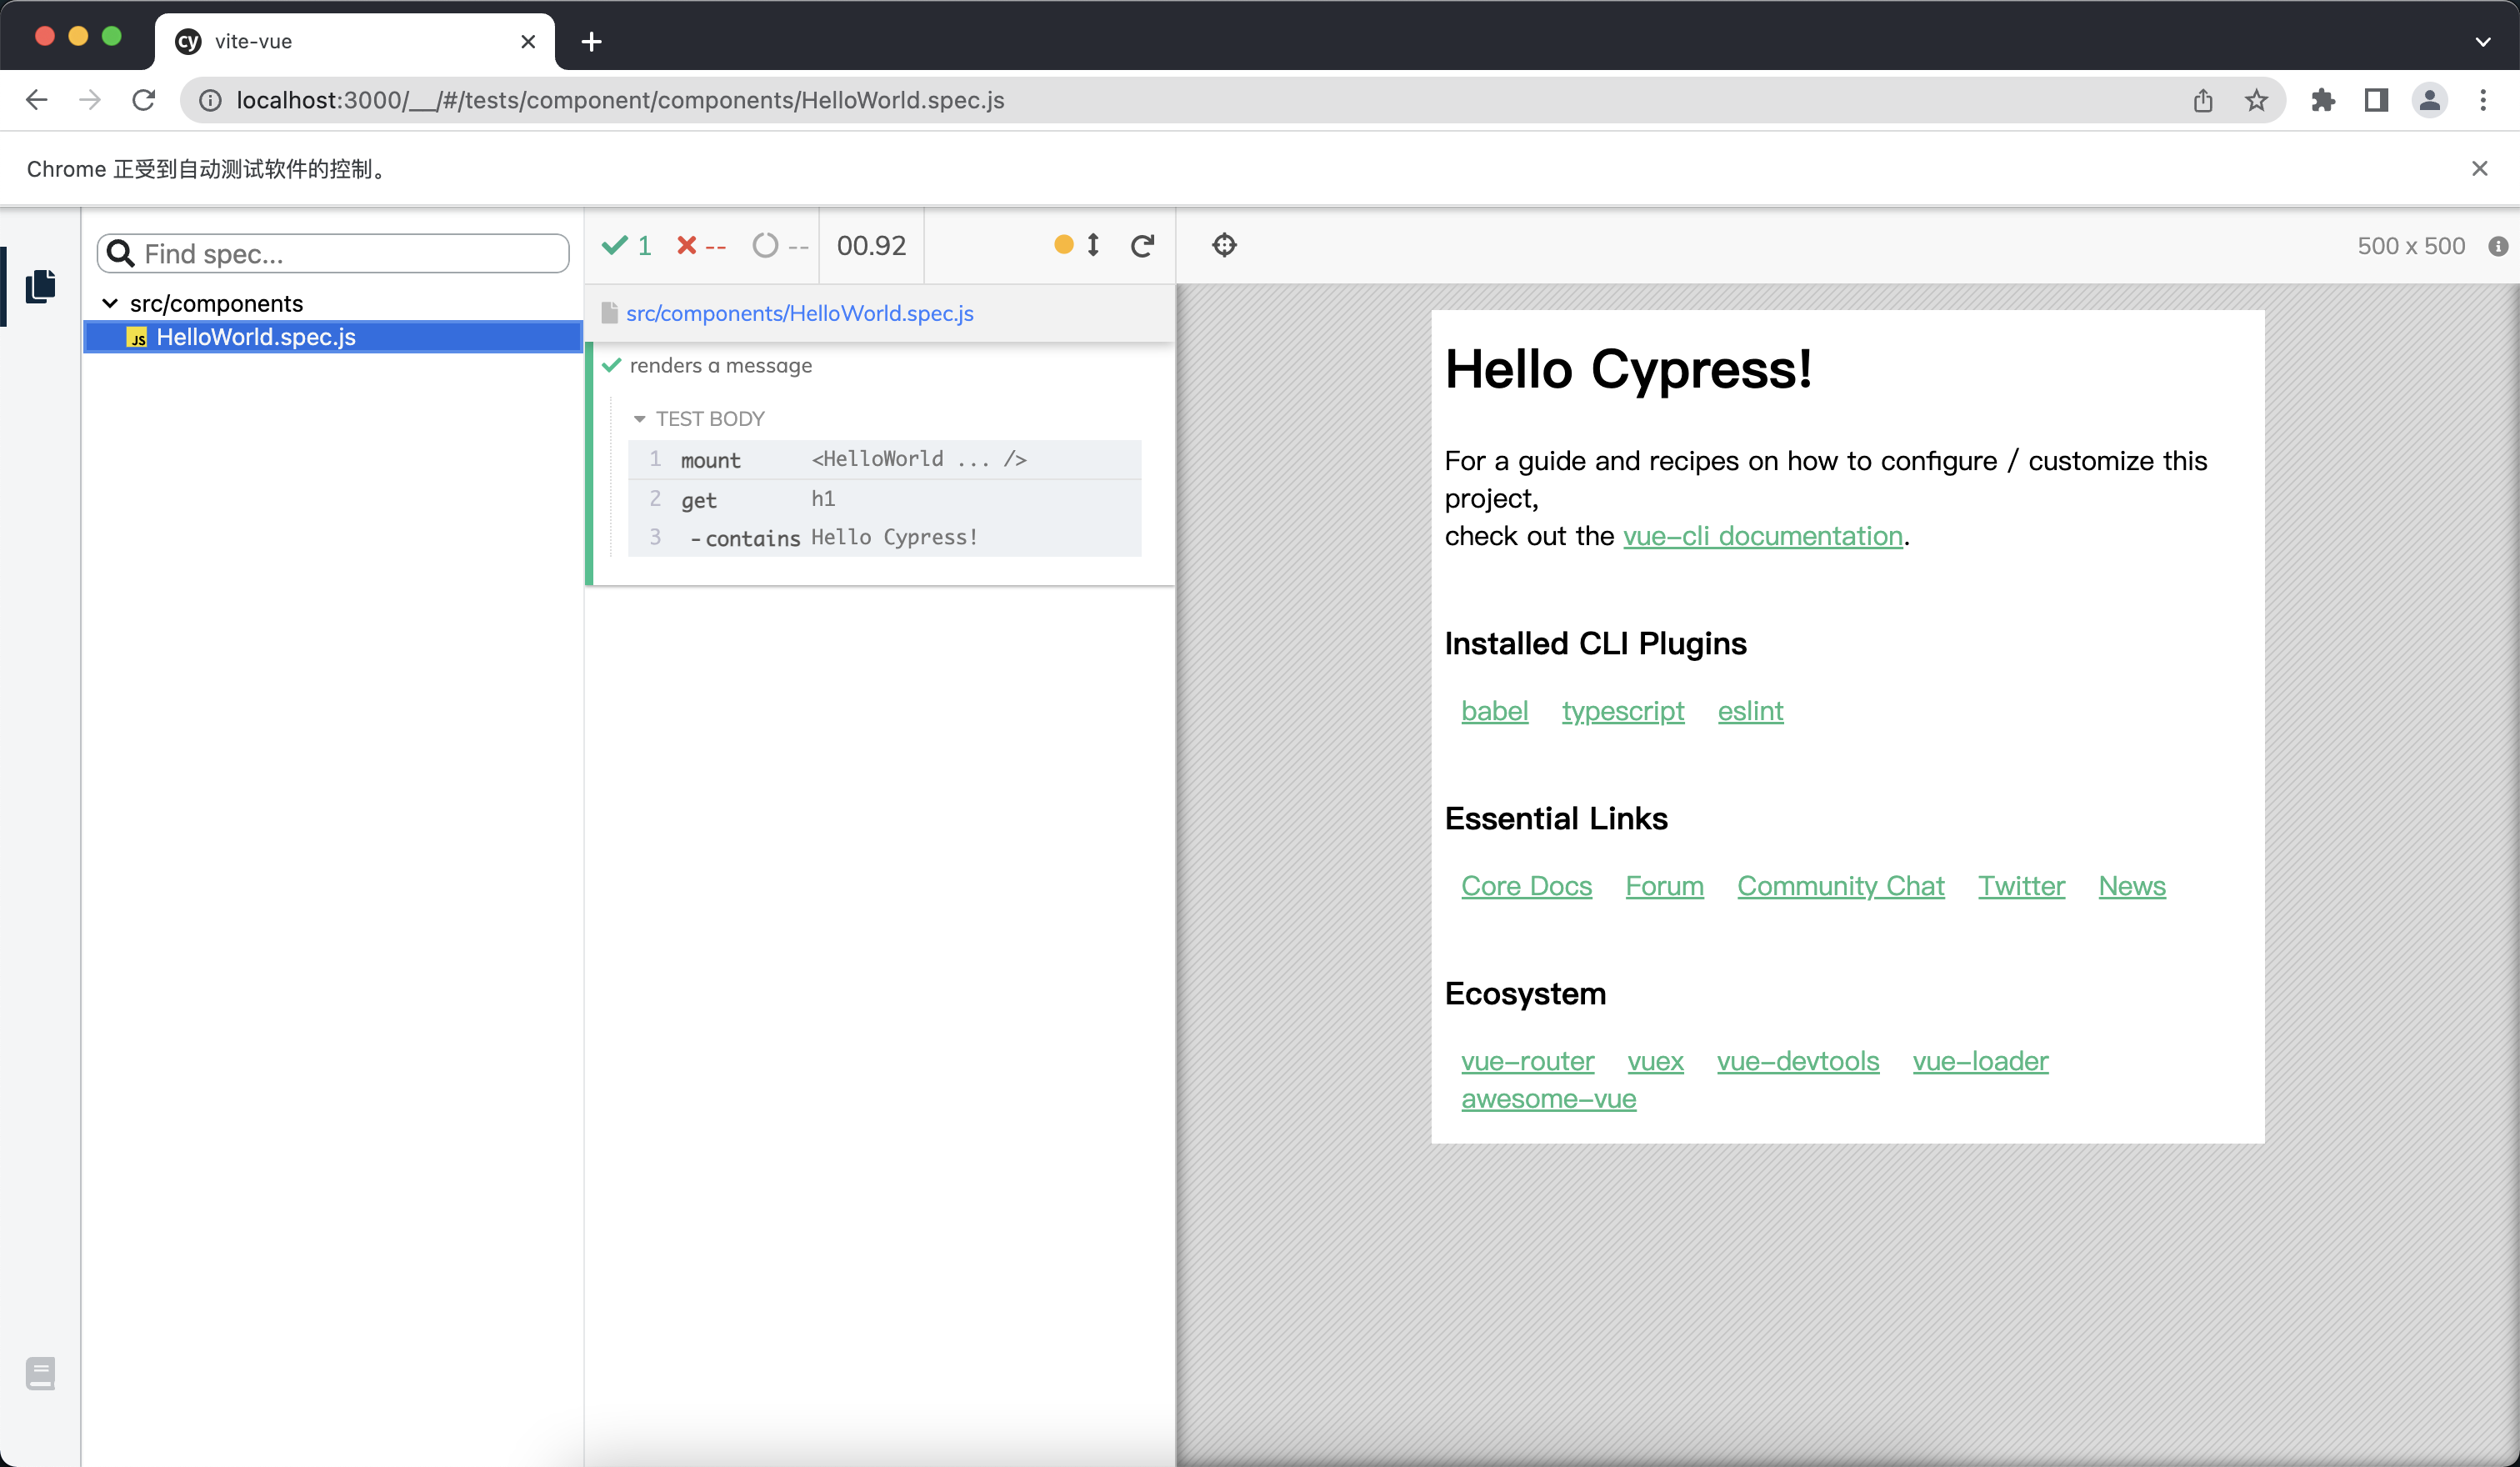 cy vite-vue
localhost:3000/__/#/tests/component/components/HelloWorld.spec.js
Chrome 正受到自动测试软件的控制。
Find spec...
src/components
JS HelloWorld.spec.js
1 -- -- 00.92
src/components/HelloWorld.spec.js
renders a message
TEST BODY
1 mount <HelloWorld ... />
2 get h1
3 -contains Hello Cypress!
500 x 500
Hello Cypress!
For a guide and recipes on how to configure / customize this
project,
check out the vue-cli documentation.
Installed CLI Plugins
babel typescript eslint
Essential Links
Core Docs Forum Community Chat Twitter News
Ecosystem
vue-router vuex vue-devtools vue-loader
awesome-vue